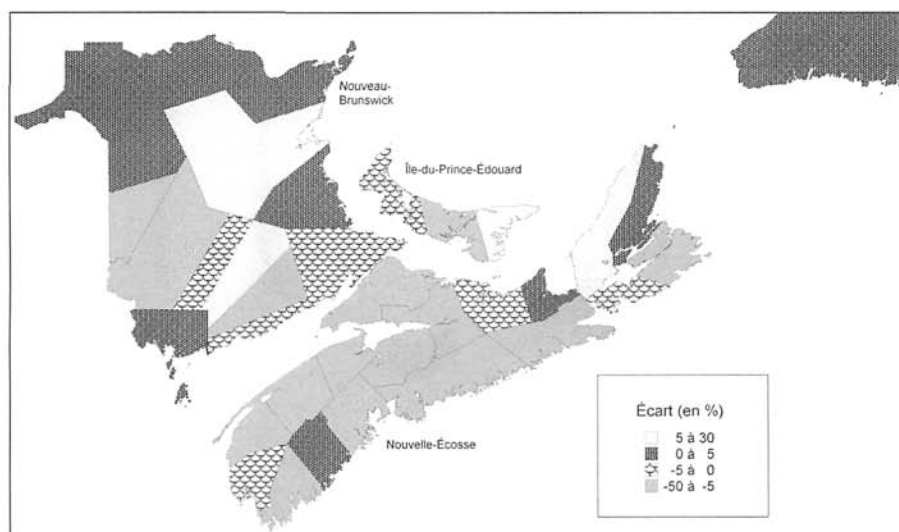 Nouveau-
Brunswick
Île-du-Prince-Édouard
Nouvelle-Écosse
Écart (en %)
5 à 30
0 à 5
-5 à 0
-50 à -5